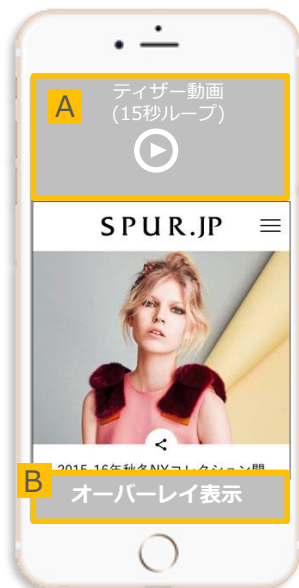 A
ティザー動画
(15秒ループ)
SPUR.JP
2015-16年秋冬NYコレクション開
B
オーバーレイ表示